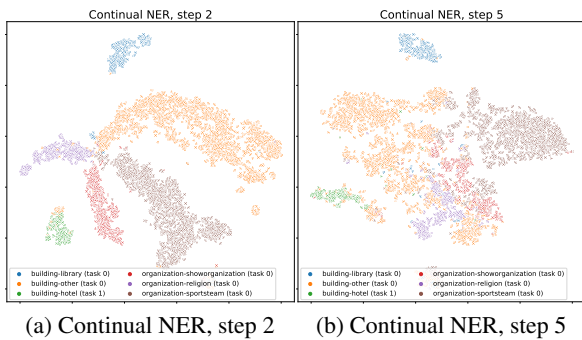 Continual NER, step 2
building-library (task 0)
building-other (task 0)
building-hotel (task 1)
organization-showorganization (task 0)
organization-religion (task 0)
organization-sportsteam (task 0)
(a) Continual NER, step 2
Continual NER, step 5
building-library (task 0)
building-other (task 0)
building-hotel (task 1)
organization-showorganization (task 0)
organization-religion (task 0)
organization-sportsteam (task 0)
(b) Continual NER, step 5